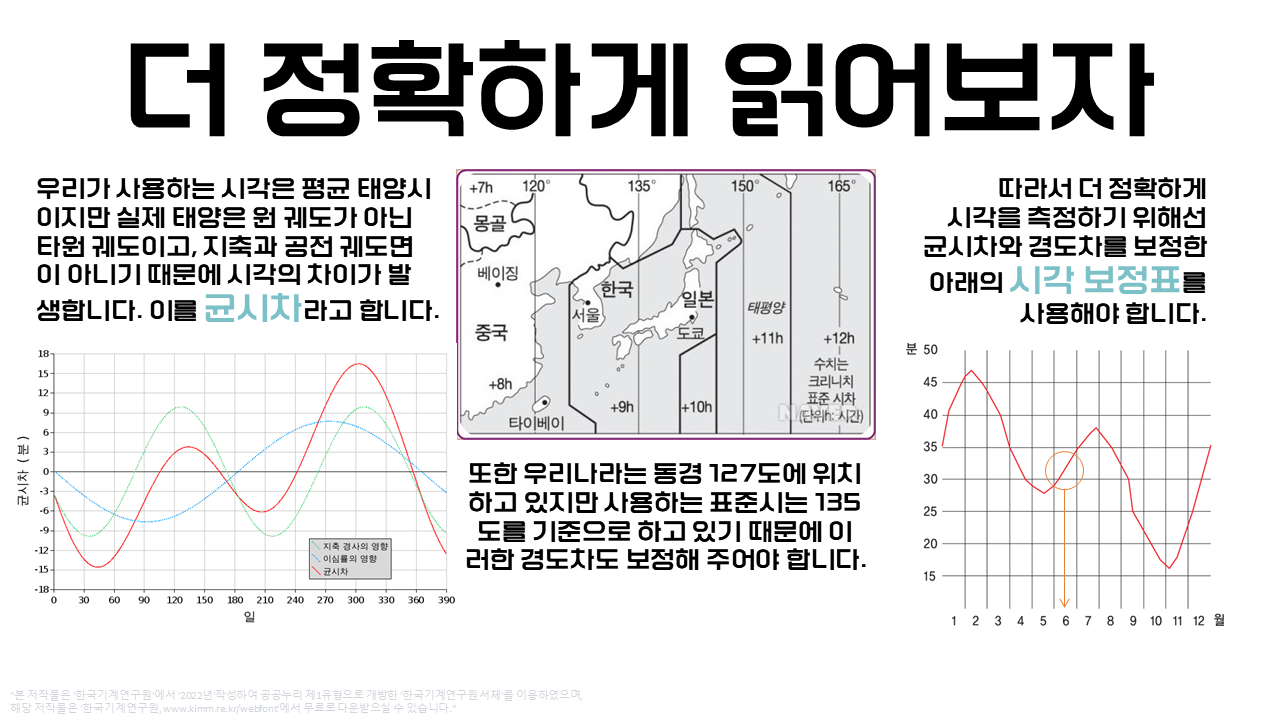 더 정확하게 읽어보자
우리가 사용하는 시각은 평균 태양시
이지만 실제 태양은 원 궤도가 아닌
타원 궤도이고, 지축과 공전 궤도면
이 아니기 때문에 시각의 차이가 발
생합니다. 이를 균시차라고 합니다.
18
15
12
9
6
3
0
-3
-6
-9
-12
-15
-18
균시차 (분)
지축 경사의 영향
이심률의 영향
균시차
0 30 60 90 120 150 180 210 240 270 300 330 360 390
일
+7h 120° 135° 150° 165°
몽골
베이징
한국
서울
일본
도쿄
태평양
중국
+11h +12h
수치는
크리니치
표준 시차
(단위h: 시간)
+8h
+9h +10h
타이베이
또한 우리나라는 동경 127도에 위치
하고 있지만 사용하는 표준시는 135
도를 기준으로 하고 있기 때문에 이
러한 경도차도 보정해 주어야 합니다.
따라서 더 정확하게
시각을 측정하기 위해선
균시차와 경도차를 보정한
아래의 시각 보정표를
사용해야 합니다.
분 50
45
40
35
30
25
20
15
1 2 3 4 5 6 7 8 9 10 11 12 월
"본 저작물은 '한국기계연구원'에서 '2022년'작성하여 공공누리 제1유형으로 개방한 '한국기계연구원 서체'를 이용하였으며,
해당 저작물은 '한국기계연구원, www.kimm.re.kr/webfont'에서 무료로 다운받으실 수 있습니다."